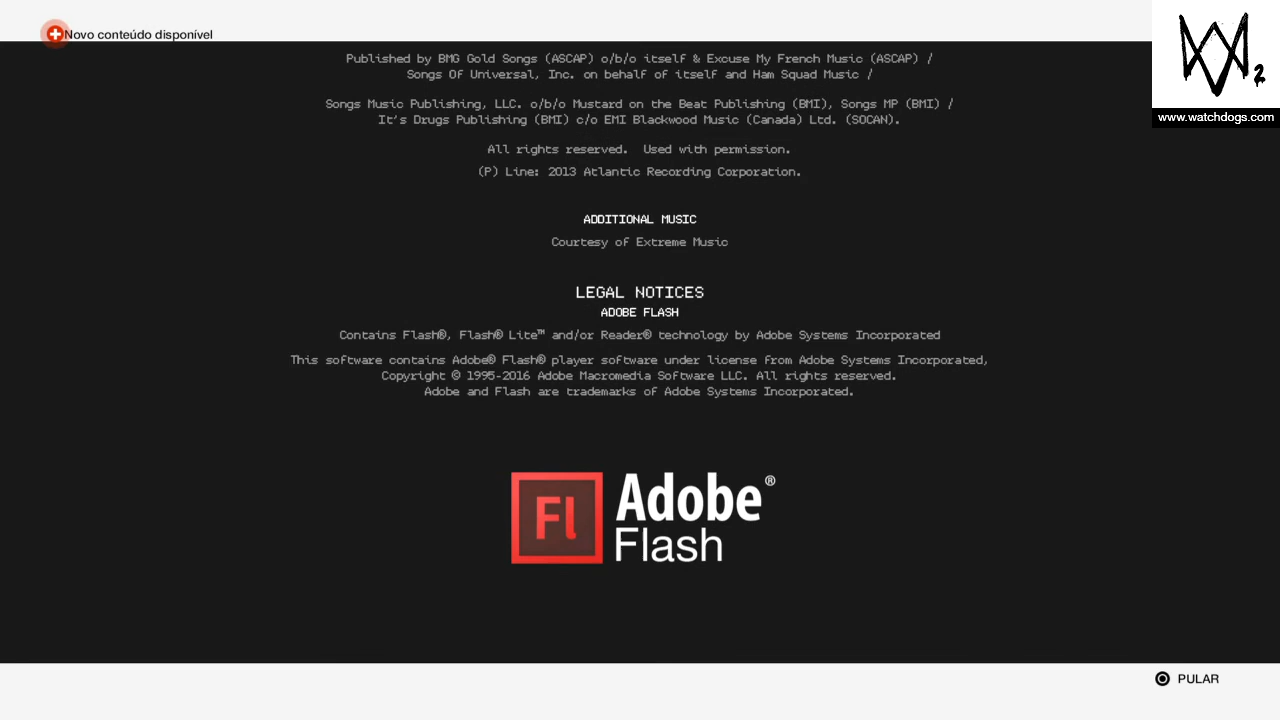 Novo conteúdo disponível
2
www.watchdogs.com
Published by BMG Gold Songs (ASCAP) o/b/o itself & Excuse My French Music (ASCAP) /
Songs Of Universal, Inc. on behalf of itself and Ham Squad Music /
Songs Music Publishing, LLC. o/b/o Mustard on the Beat Publishing (BMI), Songs MP (BMI) /
It's Drugs Publishing (BMI) c/o EMI Blackwood Music (Canada) Ltd. (SOCAN).
All rights reserved. Used with permission.
(P) Line: 2013 Atlantic Recording Corporation.
ADDITIONAL MUSIC
Courtesy of Extreme Music
LEGAL NOTICES
ADOBE FLASH
Contains Flash®, Flash® Lite™ and/or Reader® technology by Adobe Systems Incorporated
This software contains Adobe® Flash® player software under license from Adobe Systems Incorporated,
Copyright © 1995-2016 Adobe Macromedia Software LLC. All rights reserved.
Adobe and Flash are trademarks of Adobe Systems Incorporated.
Fl
Adobe®
Flash
PULAR